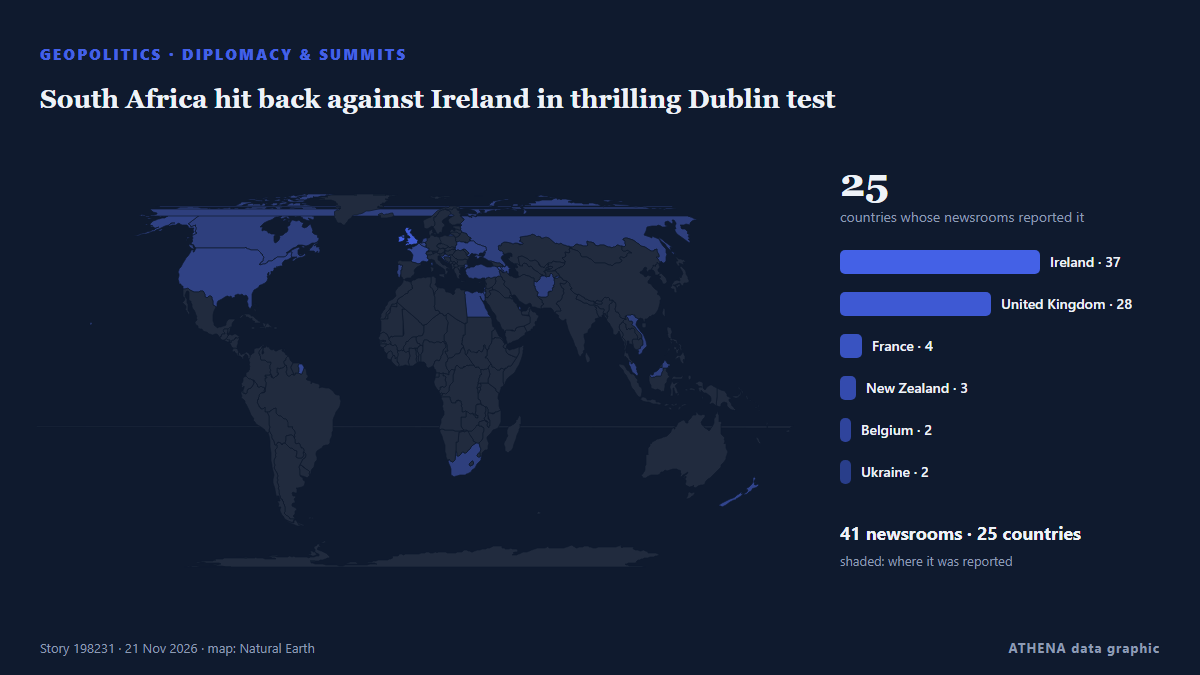 GEOPOLITICS · DIPLOMACY & SUMMITS
South Africa hit back against Ireland in thrilling Dublin test
25
countries whose newsrooms reported it
Ireland · 37
United Kingdom · 28
France · 4
New Zealand · 3
Belgium · 2
Ukraine · 2
41 newsrooms · 25 countries
shaded: where it was reported
Story 198231 · 21 Nov 2026 · map: Natural Earth
ATHENA data graphic